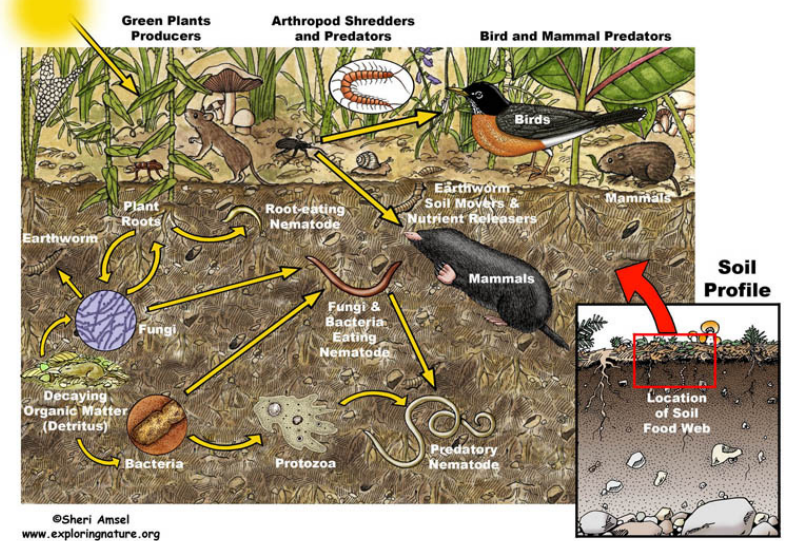 Green Plants
Producers
Arthropod Shredders
and Predators
Bird and Mammal Predators
Birds
Mammals
Plant
Roots
Root-eating
Nematode
Earthworm
Soil Movers &
Nutrient Releasers
Earthworm
Mammals
Fungi
Fungi &
Bacteria
Eating
Nematode
Decaying
Organic Matter
(Detritus)
Bacteria
Protozoa
Predatory
Nematode
Soil
Profile
Location
of Soil
Food Web
©Sheri Amsel
www.exploringnature.org